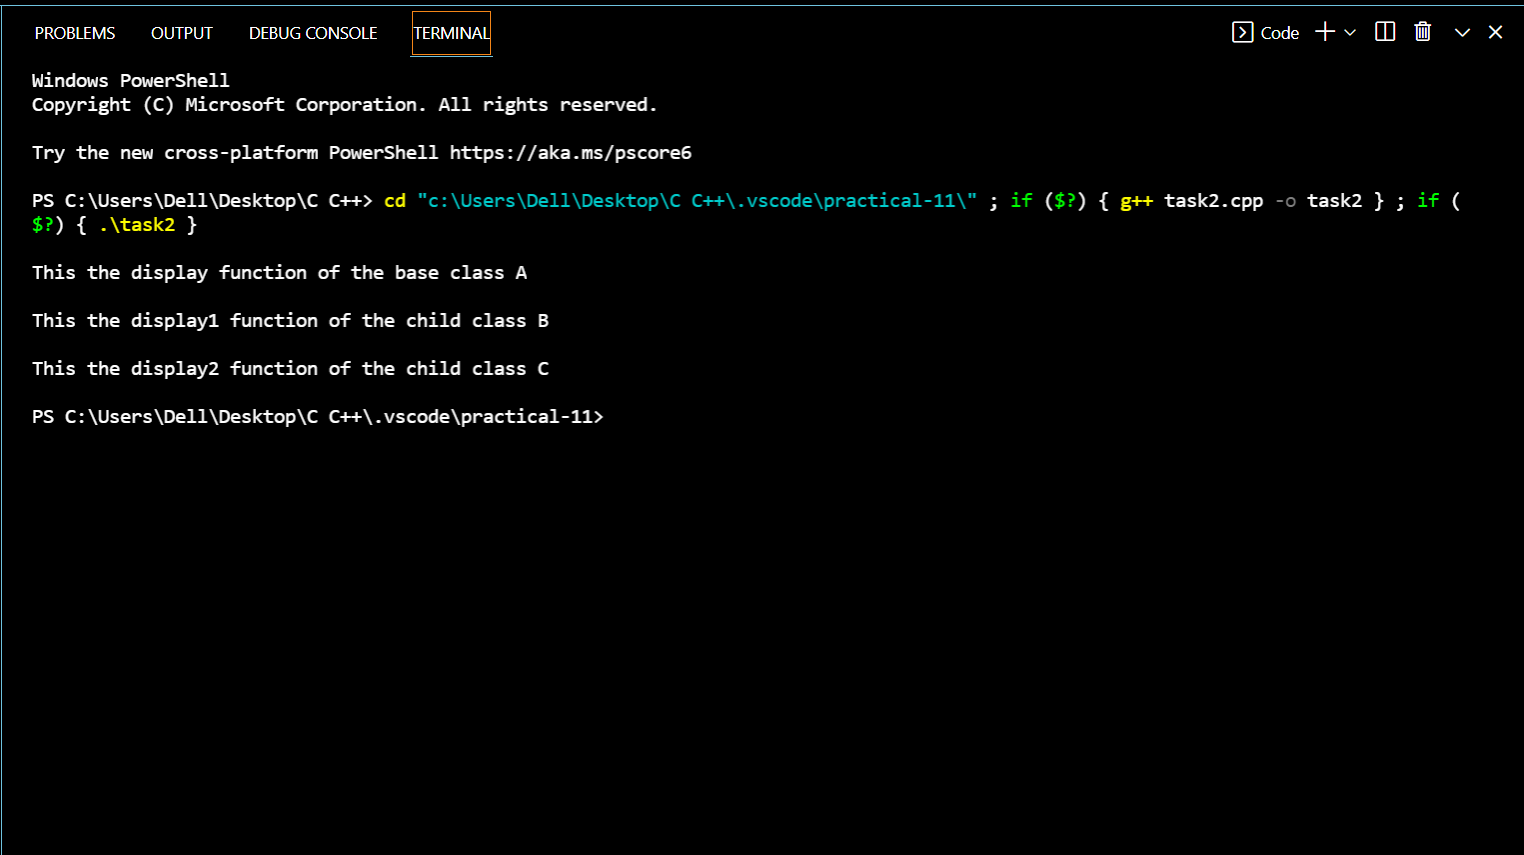 PROBLEMS OUTPUT DEBUG CONSOLE TERMINAL Code
Windows PowerShell
Copyright (C) Microsoft Corporation. All rights reserved.
Try the new cross-platform PowerShell https://aka.ms/pscore6
PS C:\Users\Dell\Desktop\C C++> cd "c:\Users\Dell\Desktop\C C++\.vscode\practical-11\" ; if ($?) { g++ task2.cpp -o task2 } ; if (
$?) { .\task2 }
This the display function of the base class A
This the display1 function of the child class B
This the display2 function of the child class C
PS C:\Users\Dell\Desktop\C C++\.vscode\practical-11>